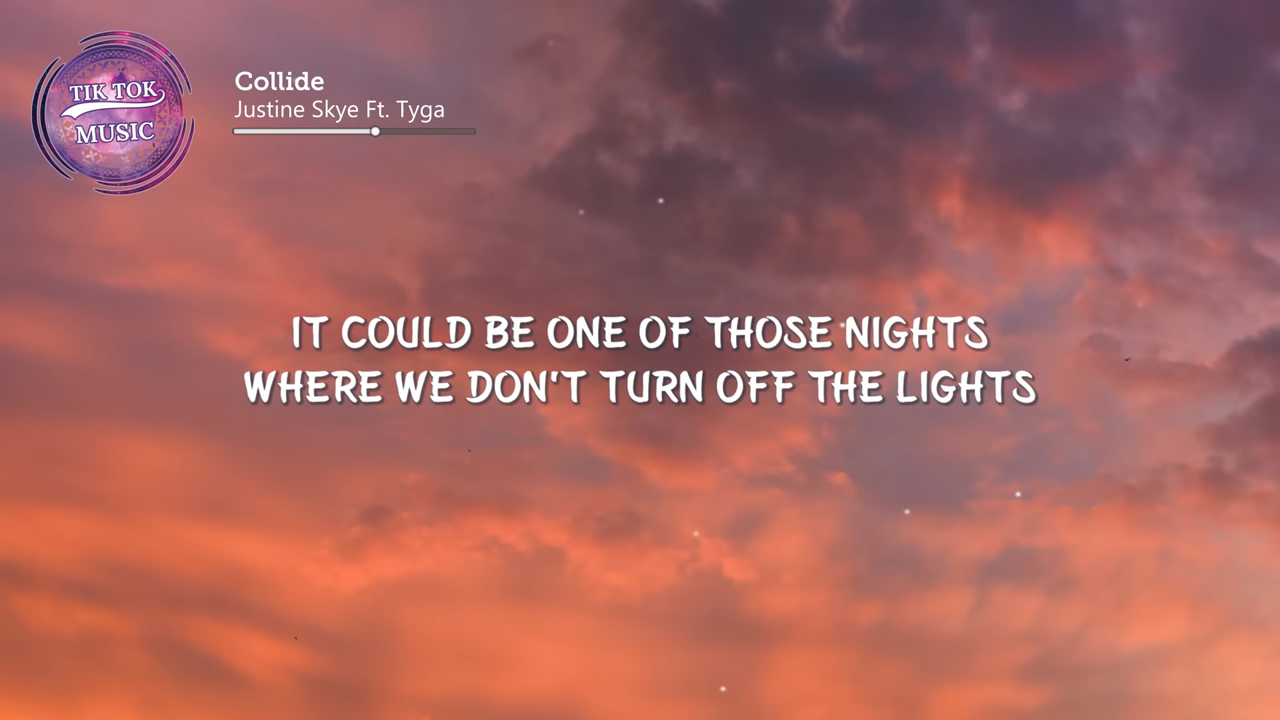 TIK TOK
MUSIC
Collide
Justine Skye Ft. Tyga
IT COULD BE ONE OF THOSE NIGHTS
WHERE WE DON'T TURN OFF THE LIGHTS